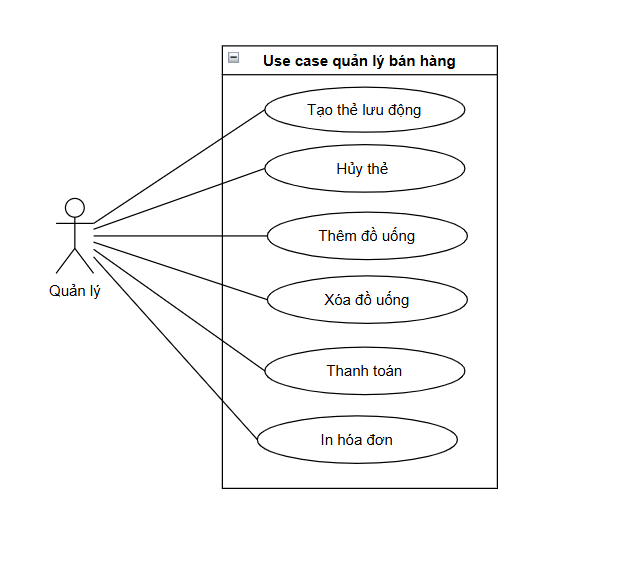 Use case quản lý bán hàng
Tạo thẻ lưu động
Hủy thẻ
Thêm đồ uống
Xóa đồ uống
Quản lý
Thanh toán
In hóa đơn